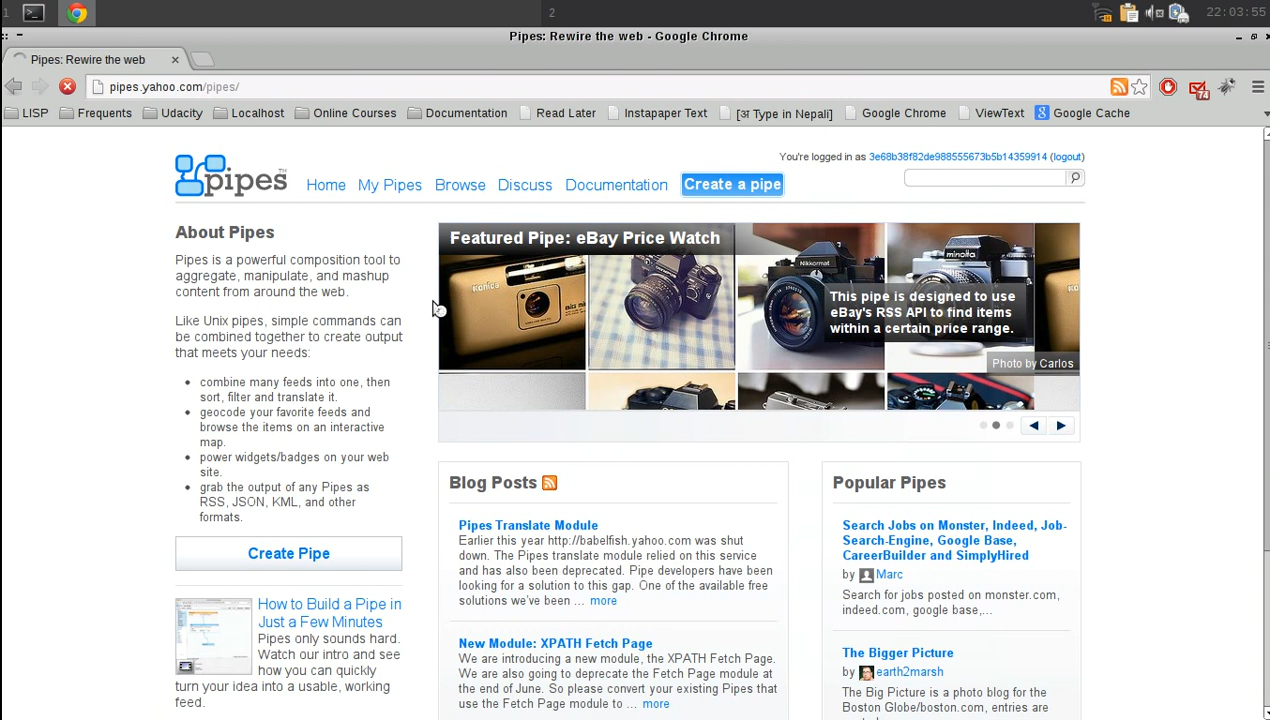 1
2
22:03:55
Pipes: Rewire the web - Google Chrome
Pipes: Rewire the web
pipes.yahoo.com/pipes/
LISP Frequents Udacity Localhost Online Courses Documentation Read Later Instapaper Text [अ Type in Nepali] Google Chrome ViewText Google Cache
You're logged in as 3e68b38f82de988555673b5b14359914 (logout)
pipes TM
Home My Pipes Browse Discuss Documentation Create a pipe
About Pipes
Pipes is a powerful composition tool to
aggregate, manipulate, and mashup
content from around the web.
Like Unix pipes, simple commands can
be combined together to create output
that meets your needs:
combine many feeds into one, then
sort, filter and translate it.
geocode your favorite feeds and
browse the items on an interactive
map.
power widgets/badges on your web
site.
grab the output of any Pipes as
RSS, JSON, KML, and other
formats.
Create Pipe
How to Build a Pipe in
Just a Few Minutes
Pipes only sounds hard.
Watch our intro and see
how you can quickly
turn your idea into a usable, working
feed.
Featured Pipe: eBay Price Watch
Konica
Nikkormat
minolta
This pipe is designed to use
eBay's RSS API to find items
within a certain price range.
Photo by Carlos
Blog Posts
Pipes Translate Module
Earlier this year http://babelfish.yahoo.com was shut
down. The Pipes translate module relied on this service
and has also been deprecated. Pipe developers have been
looking for a solution to this gap. One of the available free
solutions we've been ... more
New Module: XPATH Fetch Page
We are introducing a new module, the XPATH Fetch Page.
We are also going to deprecate the Fetch Page module at
the end of June. So please convert your existing Pipes that
use the Fetch Page module to ... more
Popular Pipes
Search Jobs on Monster, Indeed, Job-
Search-Engine, Google Base,
CareerBuilder and SimplyHired
by Marc
Search for jobs posted on monster.com,
indeed.com, google base,...
The Bigger Picture
by earth2marsh
The Big Picture is a photo blog for the
Boston Globe/boston.com, entries are